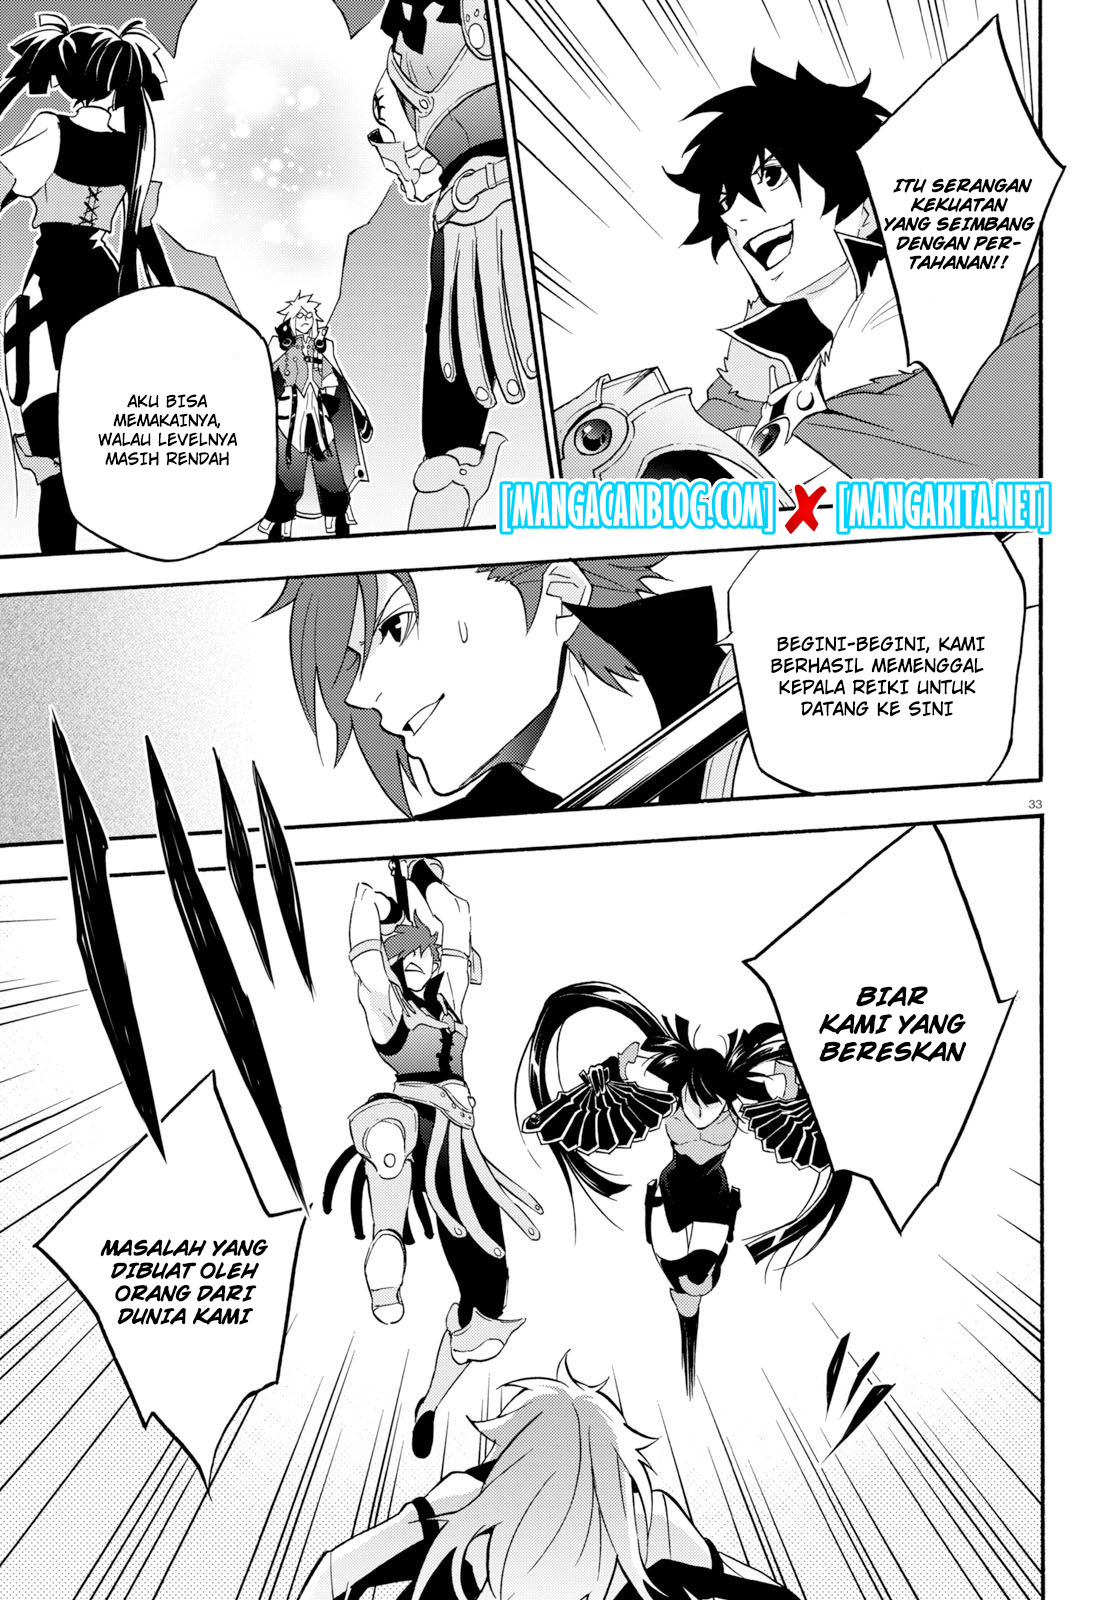 ITU SERANGAN
KEKUATAN
YANG SEIMBANG
DENGAN PER-
TAHANAN!!
AKU BISA
MEMAKAINYA,
WALAU LEVELNYA
MASIH RENDAH
[MANGACANBLOG.COM] X [MANGAKITA.NET]
BEGINI-BEGINI, KAMI
BERHASIL MEMENGGAL
KEPALA REIKI UNTUK
DATANG KE SINI
33
BIAR
KAMI YANG
BERESKAN
MASALAH YANG
DIBUAT OLEH
ORANG DARI
DUNIA KAMI